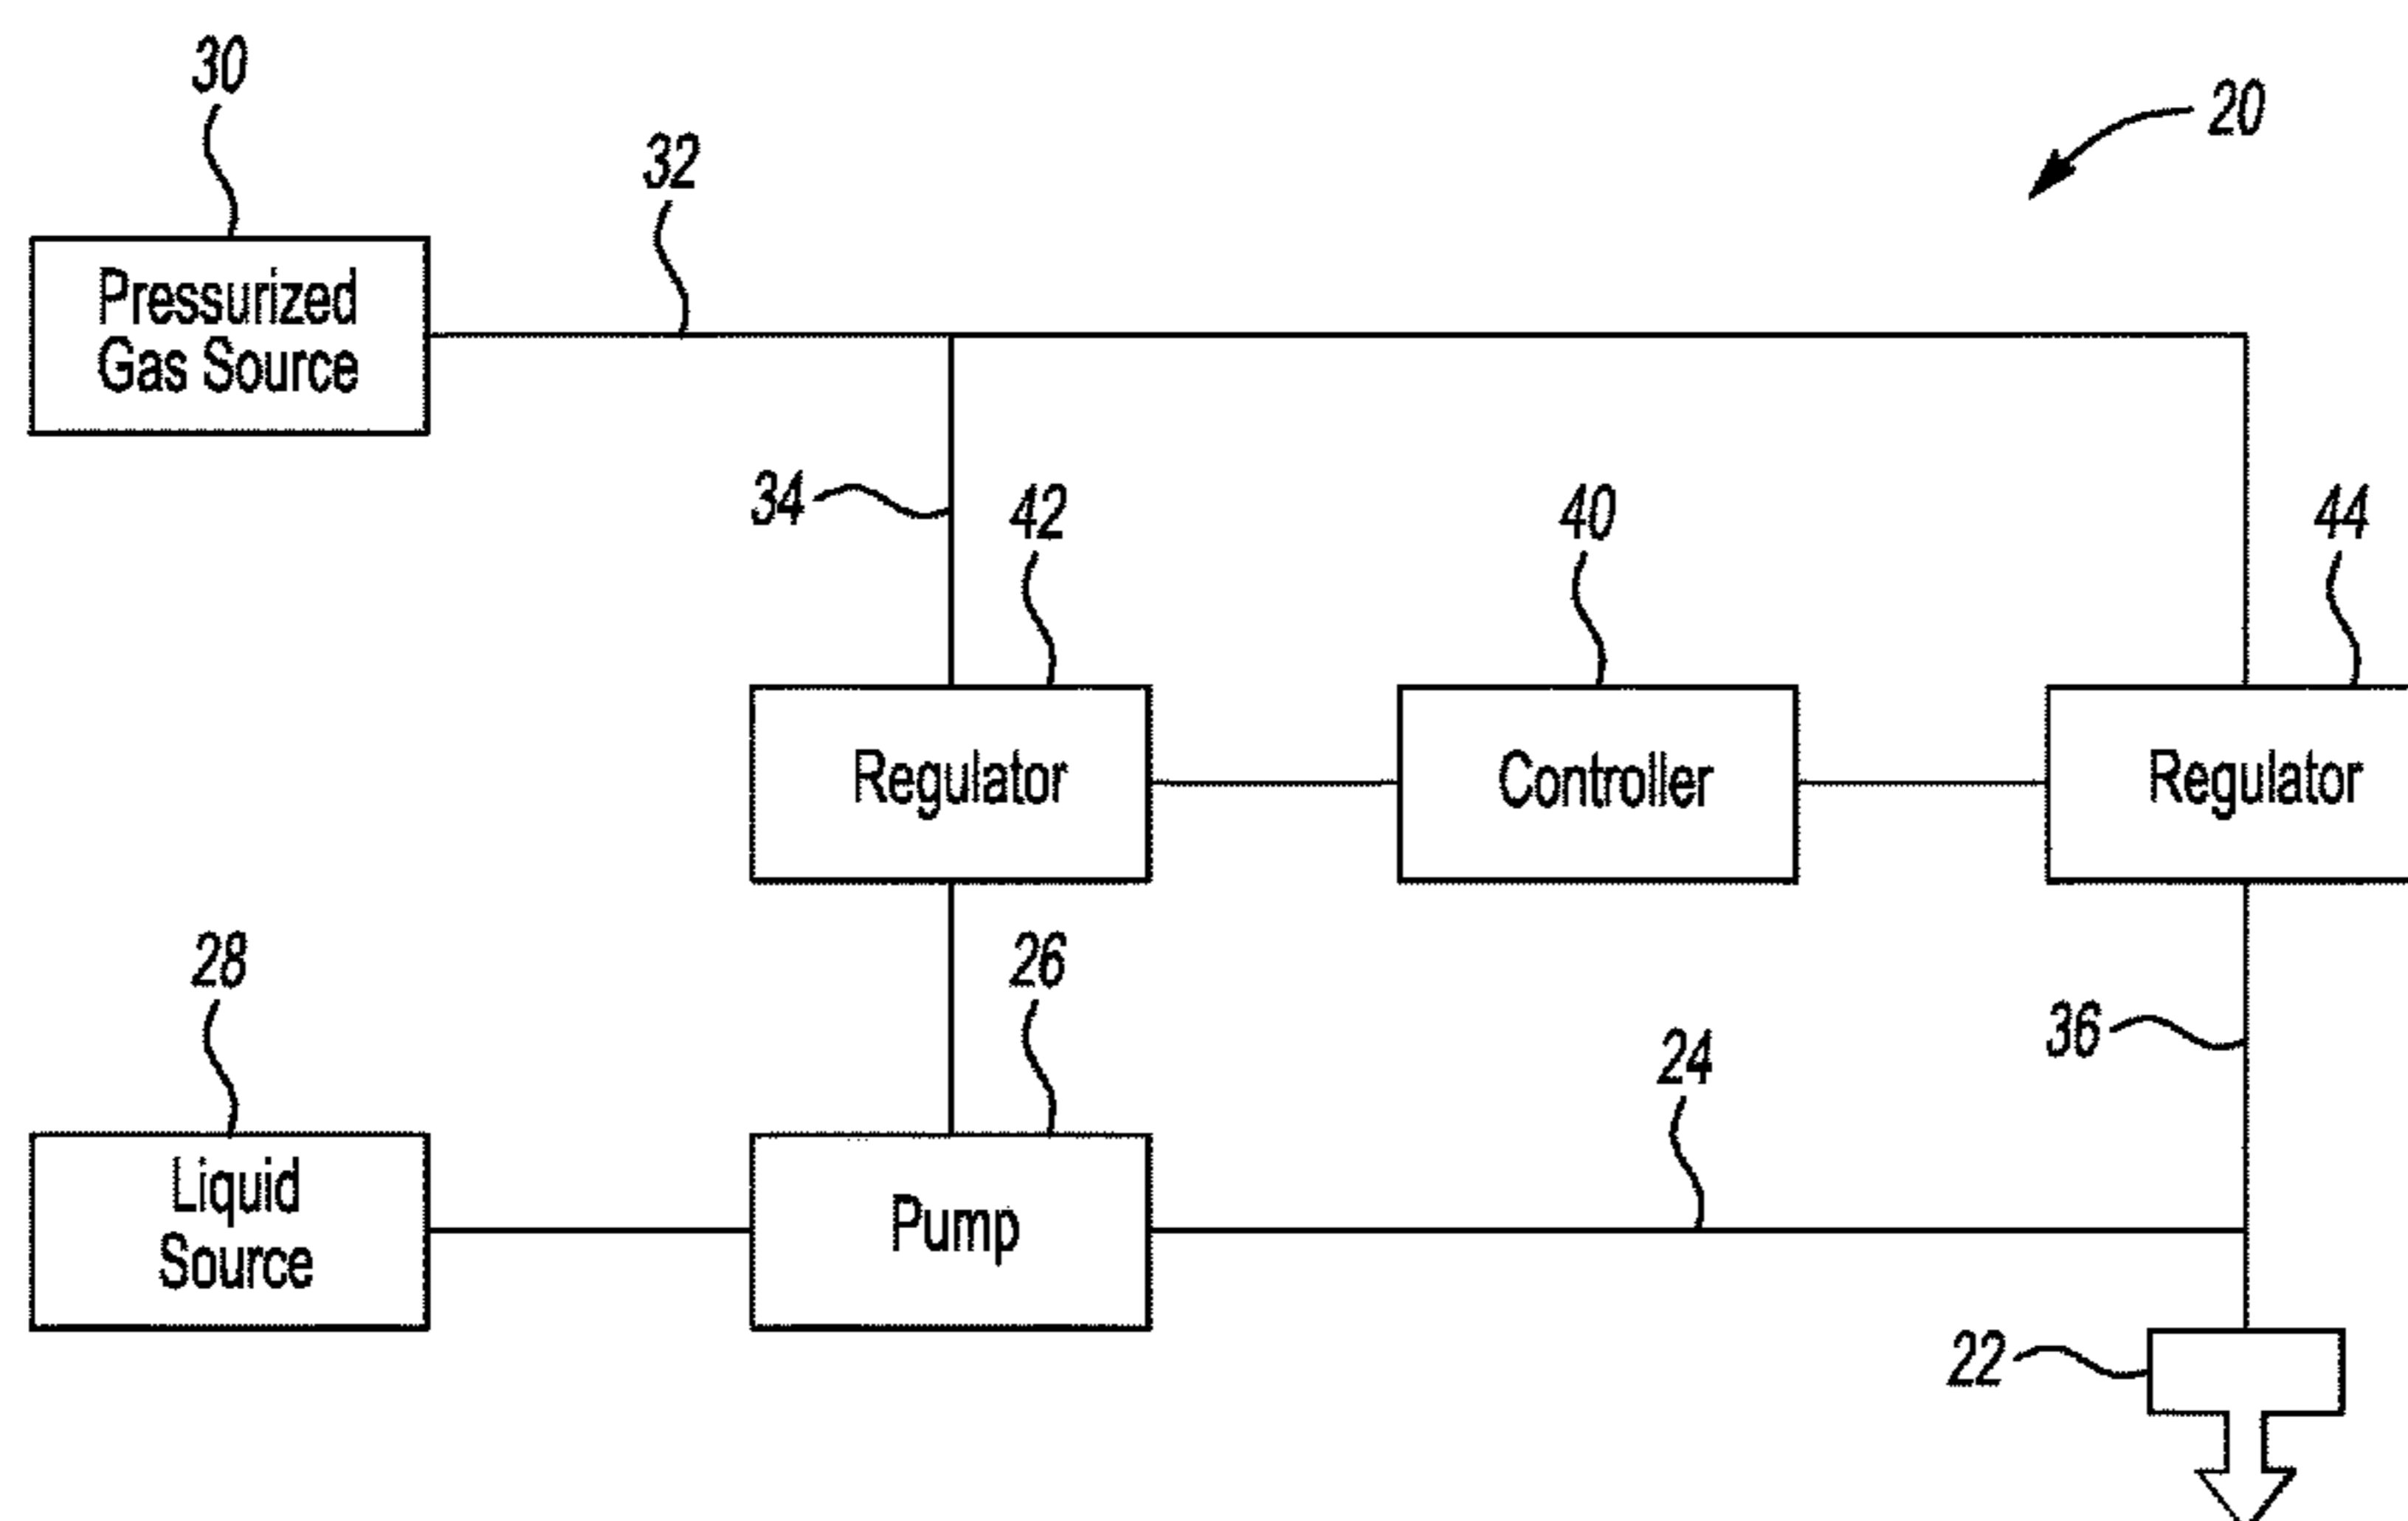 30
20
32
Pressurized
Gas Source
34
42
40
44
Regulator
Controller
Regulator
28
26
36
24
Liquid
Source
Pump
22